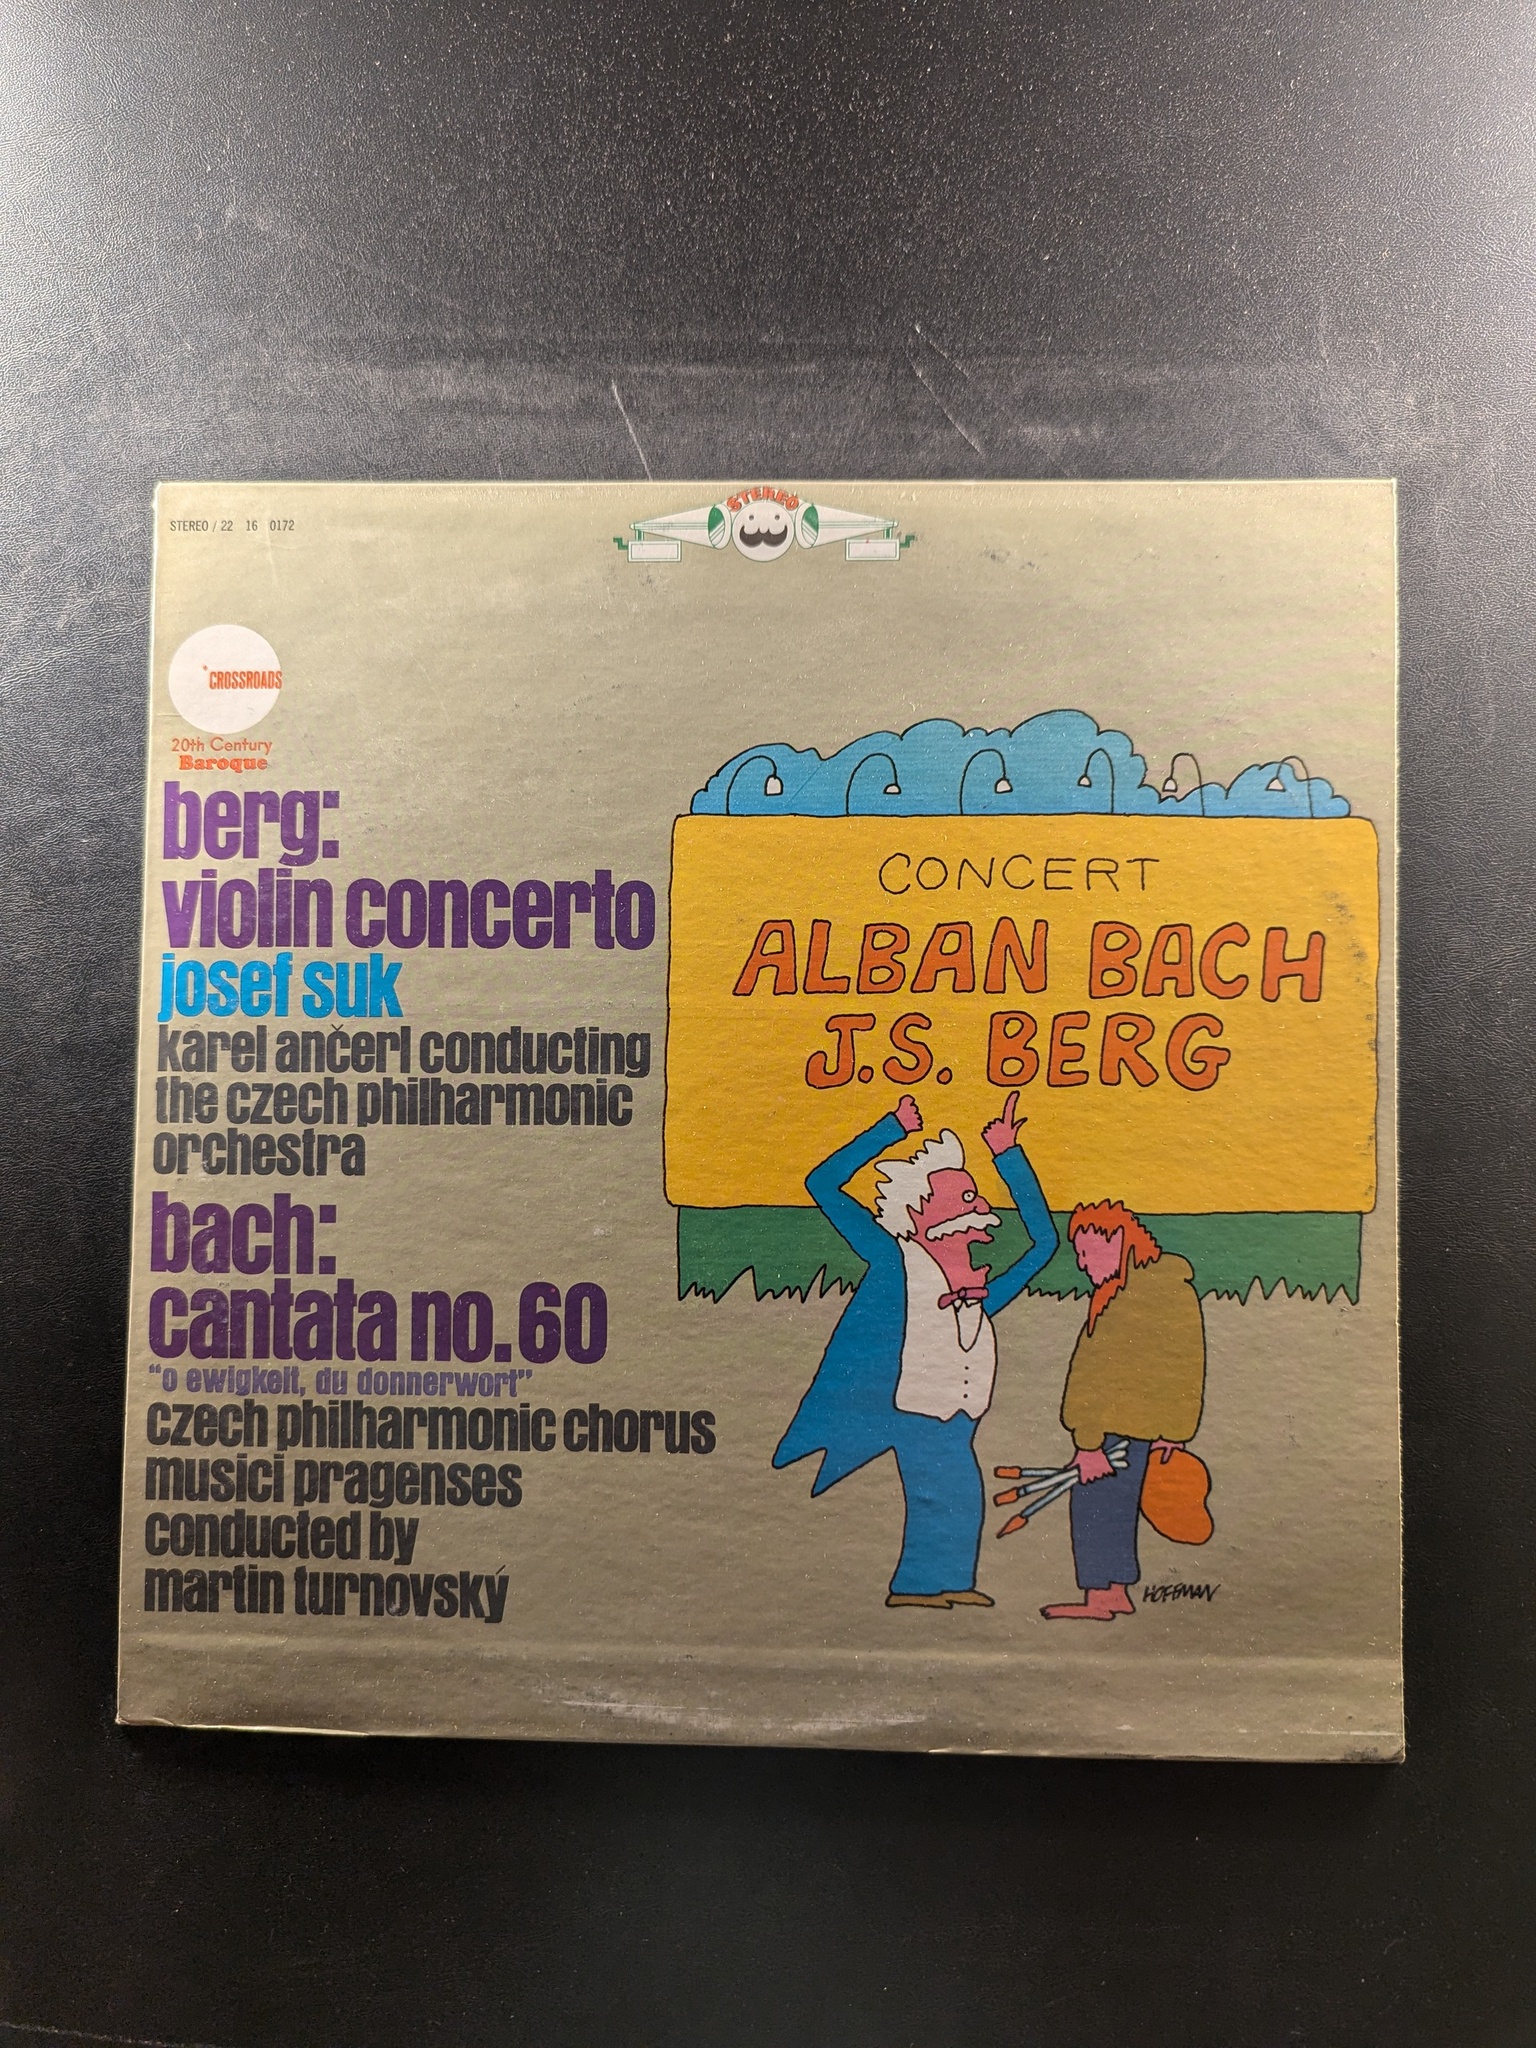 STEREO
STEREO / 22 16 0172
CROSSROADS
20th Century
Baroque
berg:
violin concerto
josef suk
karel ančerl conducting
the czech philharmonic
orchestra
bach:
cantata no. 60
"o ewigkeit, du donnerwort"
czech philharmonic chorus
musici pragenses
conducted by
martin turnovský
CONCERT
ALBAN BACH
J.S. BERG
HOFFMAN